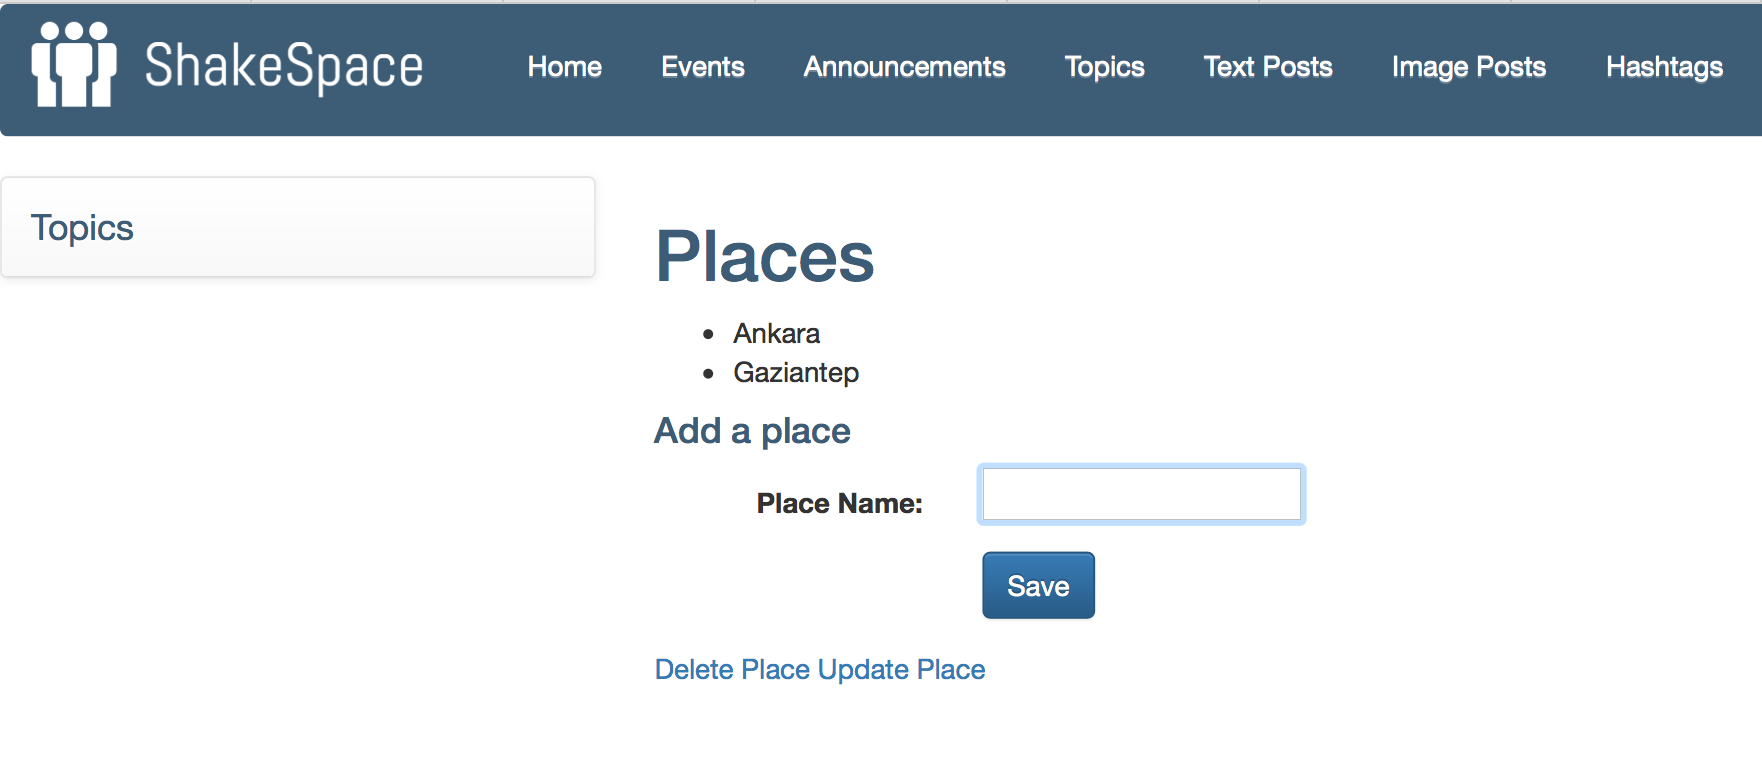 ShakeSpace Home Events Announcements Topics Text Posts Image Posts Hashtags
Topics
Places
Ankara
Gaziantep
Add a place
Place Name:
Save
Delete Place Update Place